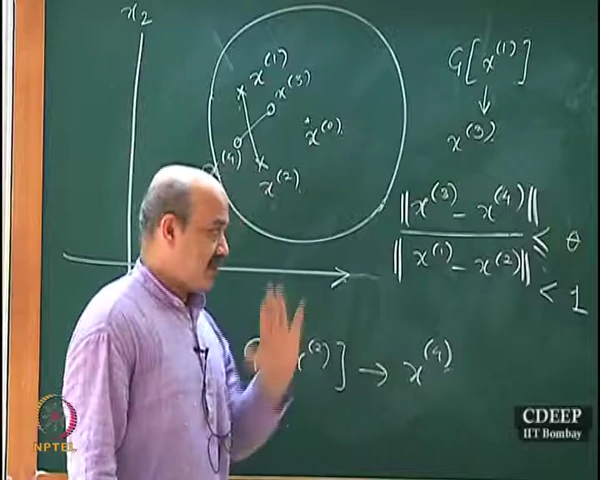 x₂
x⁽¹⁾
x⁽³⁾
x⁽⁰⁾
(4)
x⁽²⁾
G[x⁽¹⁾]
↓
x⁽³⁾
‖x⁽³⁾ - x⁽⁴⁾‖ / ‖x⁽¹⁾ - x⁽²⁾‖ ≤ θ
< 1
x⁽²⁾] → x⁽⁴⁾
NPTEL
CDEEP
IIT Bombay